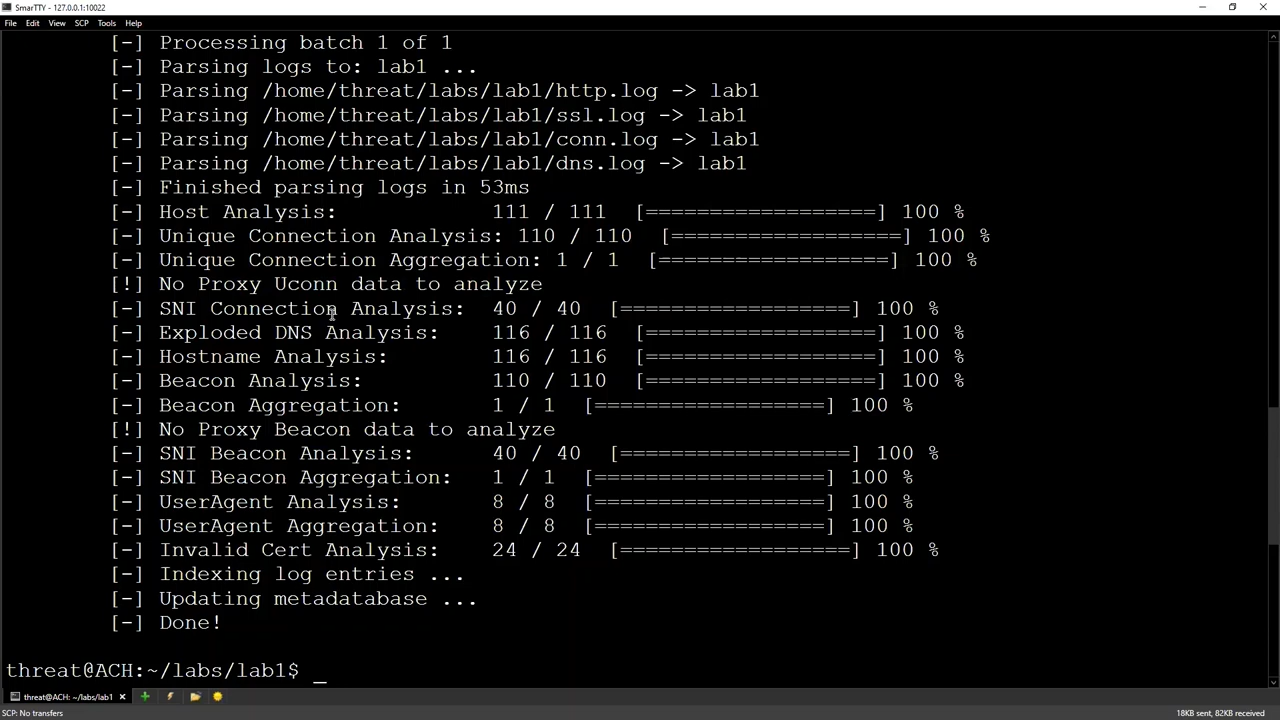 SmarTTY - 127.0.0.1:10022
File Edit View SCP Tools Help
[-] Processing batch 1 of 1
[-] Parsing logs to: lab1 ...
[-] Parsing /home/threat/labs/lab1/http.log -> lab1
[-] Parsing /home/threat/labs/lab1/ssl.log -> lab1
[-] Parsing /home/threat/labs/lab1/conn.log -> lab1
[-] Parsing /home/threat/labs/lab1/dns.log -> lab1
[-] Finished parsing logs in 53ms
[-] Host Analysis: 111 / 111 [==================] 100 %
[-] Unique Connection Analysis: 110 / 110 [==================] 100 %
[-] Unique Connection Aggregation: 1 / 1 [==================] 100 %
[!] No Proxy Uconn data to analyze
[-] SNI Connection Analysis: 40 / 40 [==================] 100 %
[-] Exploded DNS Analysis: 116 / 116 [==================] 100 %
[-] Hostname Analysis: 116 / 116 [==================] 100 %
[-] Beacon Analysis: 110 / 110 [==================] 100 %
[-] Beacon Aggregation: 1 / 1 [==================] 100 %
[!] No Proxy Beacon data to analyze
[-] SNI Beacon Analysis: 40 / 40 [==================] 100 %
[-] SNI Beacon Aggregation: 1 / 1 [==================] 100 %
[-] UserAgent Analysis: 8 / 8 [==================] 100 %
[-] UserAgent Aggregation: 8 / 8 [==================] 100 %
[-] Invalid Cert Analysis: 24 / 24 [==================] 100 %
[-] Indexing log entries ...
[-] Updating metadatabase ...
[-] Done!
threat@ACH:~/labs/lab1$ _
threat@ACH: ~/labs/lab1
SCP: No transfers 18KB sent, 82KB received